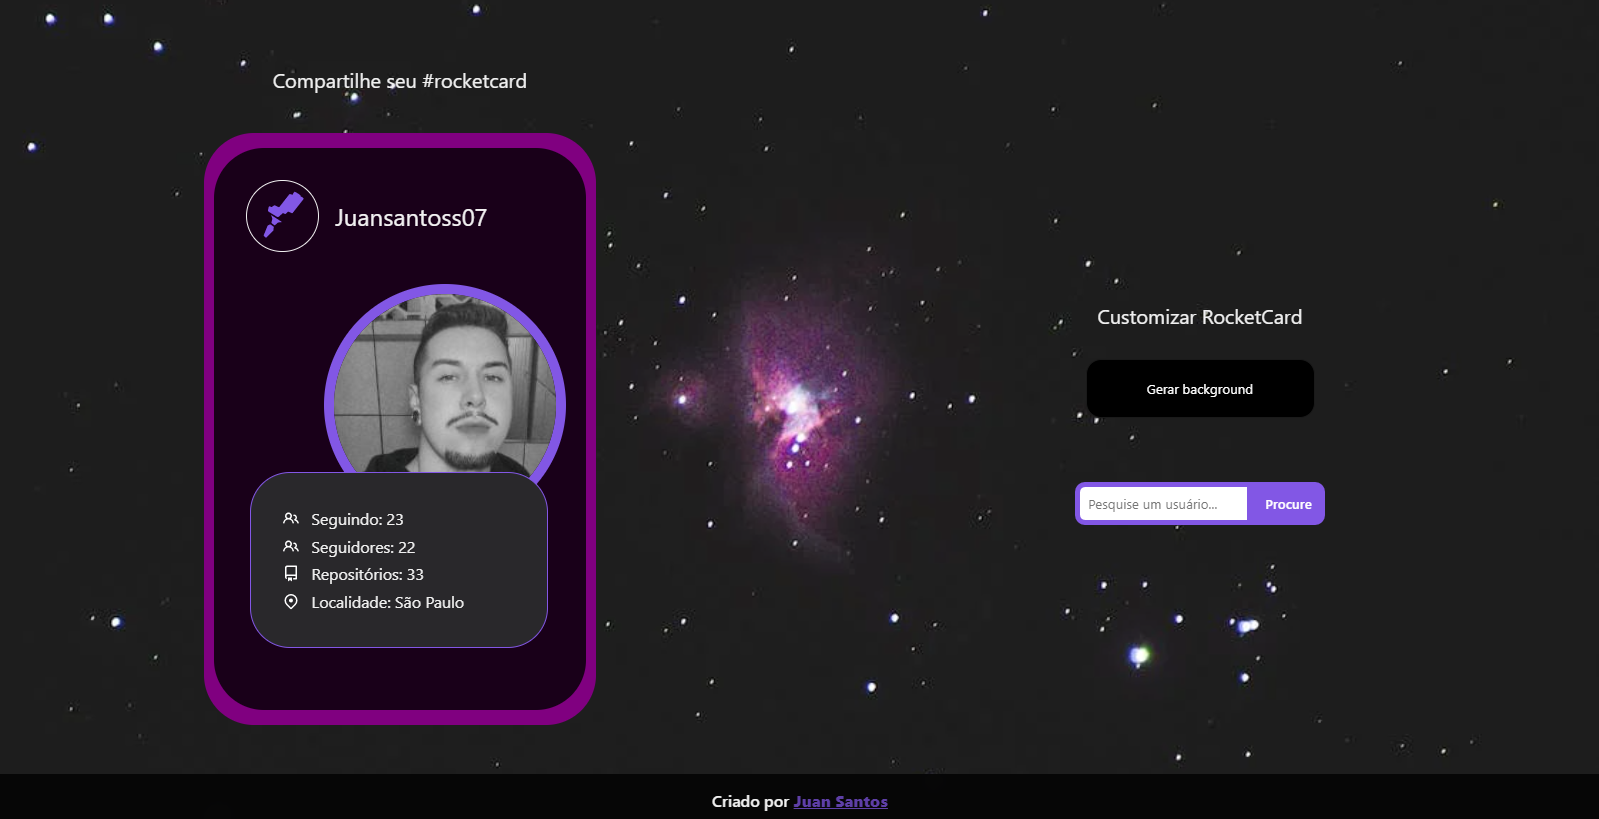 Compartilhe seu #rocketcard
Juansantoss07
Seguindo: 23
Seguidores: 22
Repositórios: 33
Localidade: São Paulo
Customizar RocketCard
Gerar background
Pesquise um usuário... Procure
Criado por Juan Santos